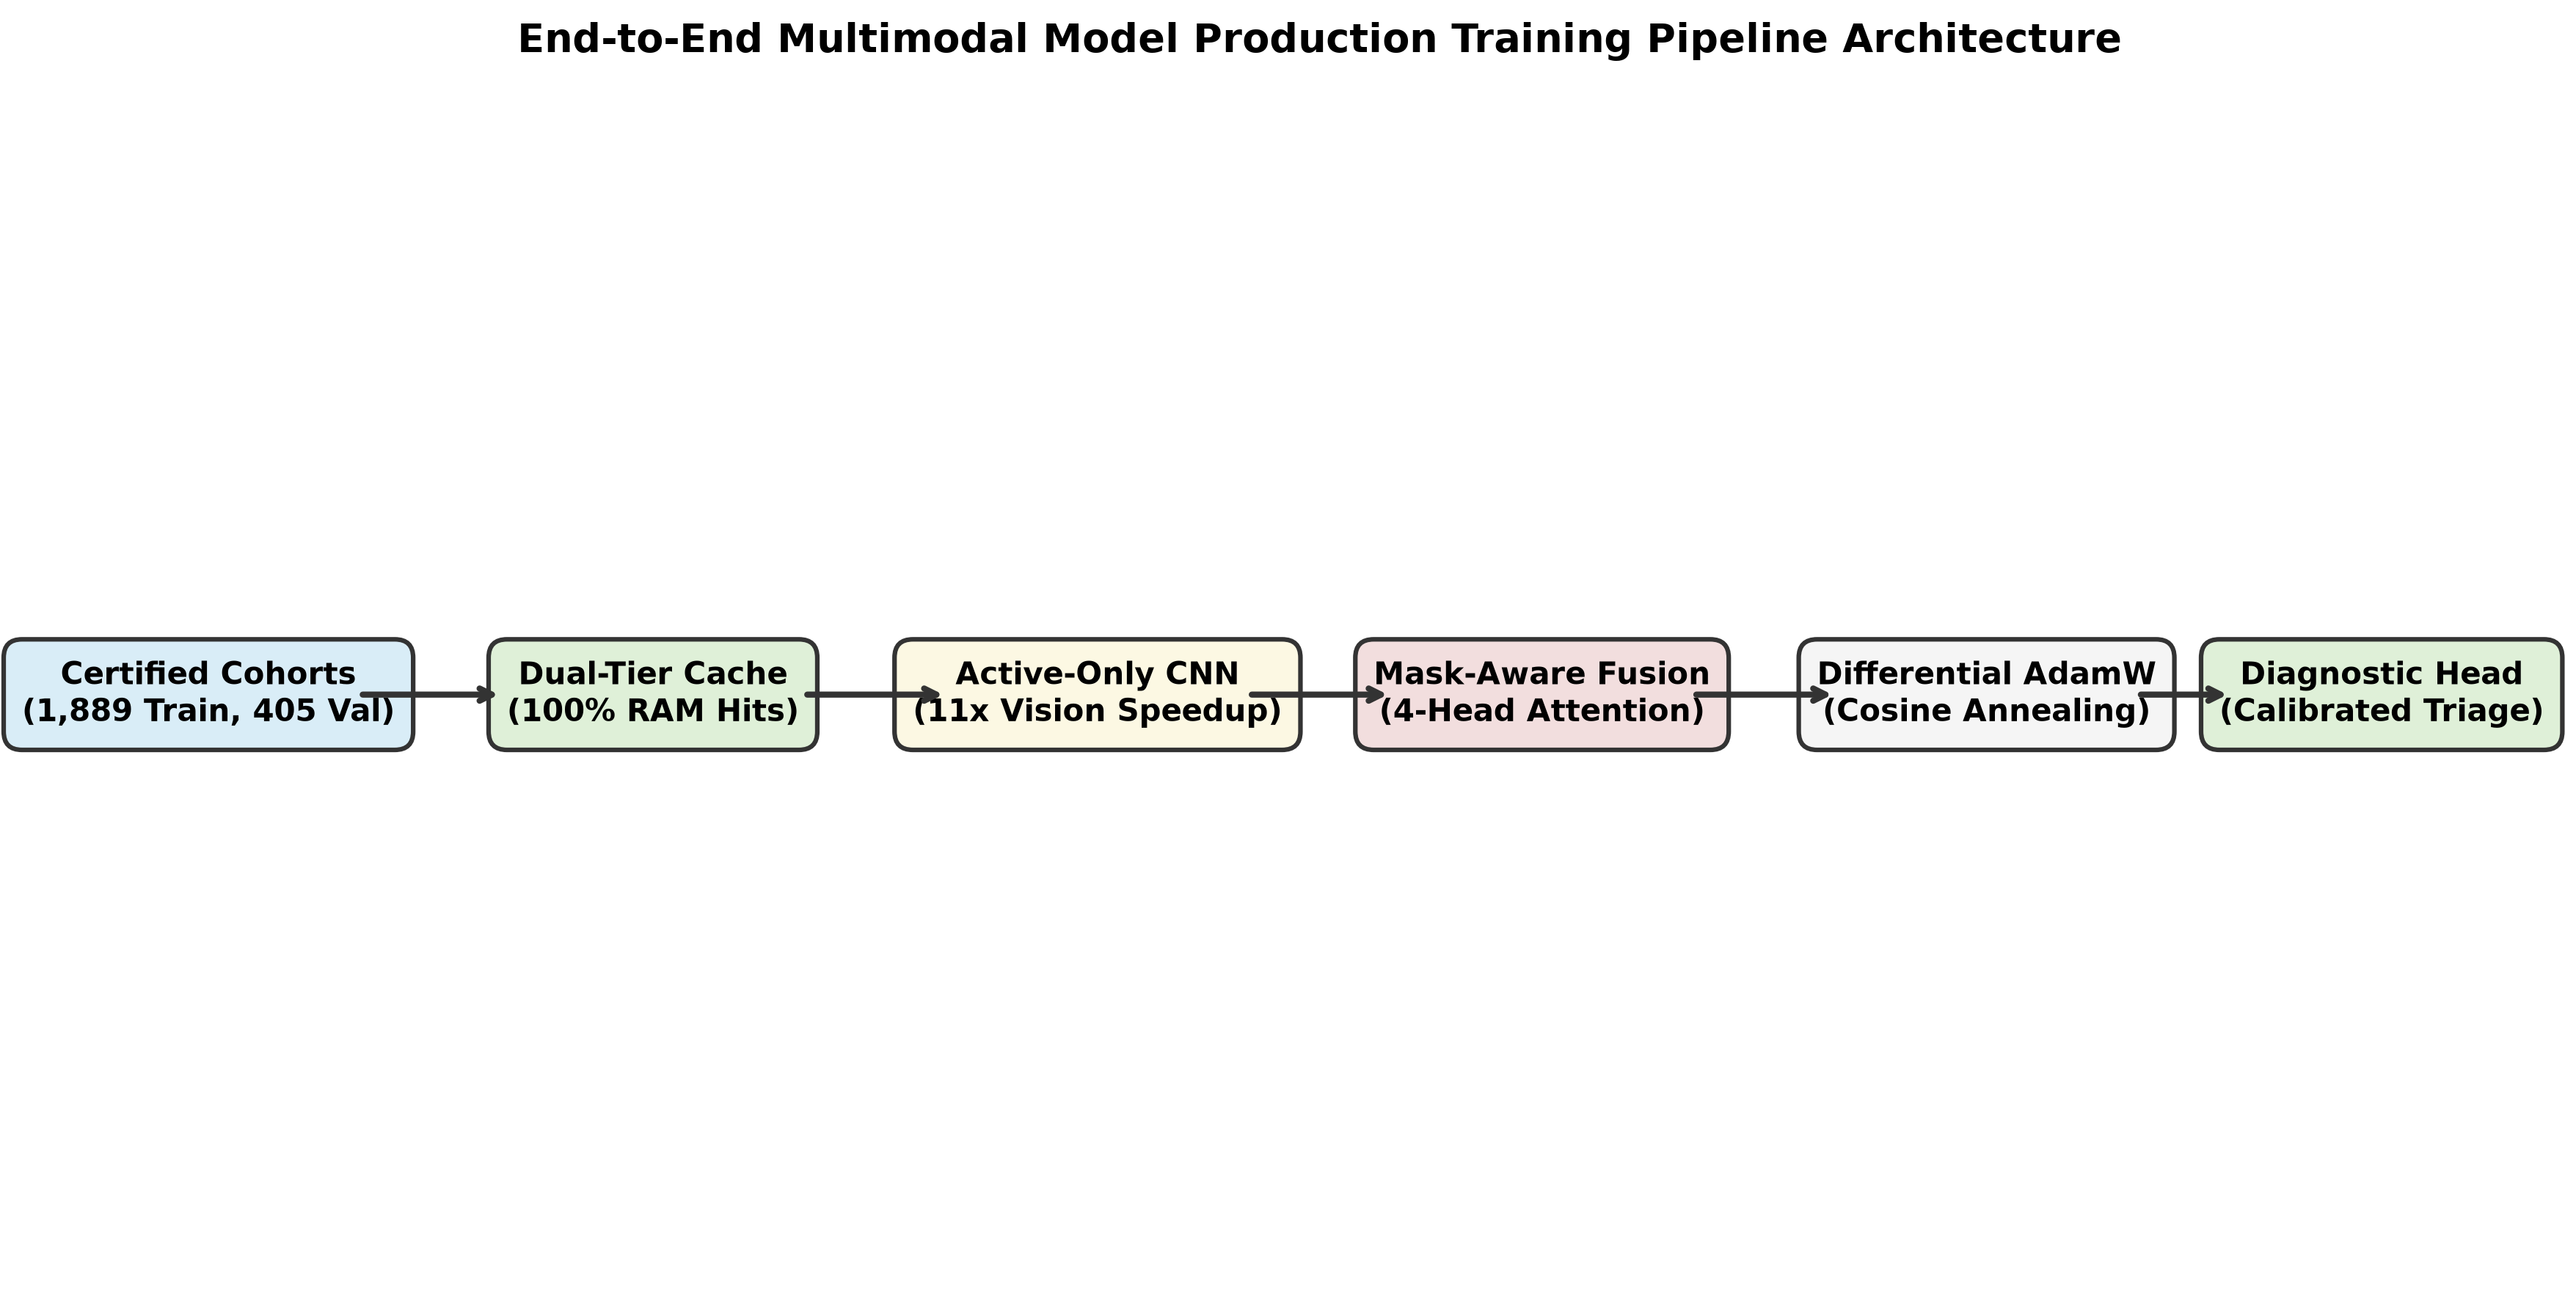 End-to-End Multimodal Model Production Training Pipeline Architecture
Certified Cohorts
(1,889 Train, 405 Val)
Dual-Tier Cache
(100% RAM Hits)
Active-Only CNN
(11x Vision Speedup)
Mask-Aware Fusion
(4-Head Attention)
Differential AdamW
(Cosine Annealing)
Diagnostic Head
(Calibrated Triage)